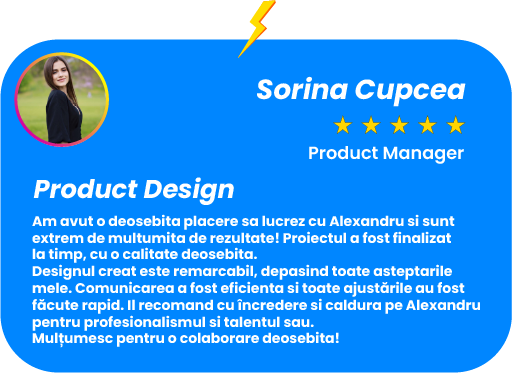 Sorina Cupcea
Product Manager
Product Design
Am avut o deosebita placere sa lucrez cu Alexandru si sunt
extrem de multumita de rezultate! Proiectul a fost finalizat
la timp, cu o calitate deosebita.
Designul creat este remarcabil, depasind toate asteptarile
mele. Comunicarea a fost eficienta si toate ajustările au fost
făcute rapid. Il recomand cu încredere si caldura pe Alexandru
pentru profesionalismul si talentul sau.
Mulțumesc pentru o colaborare deosebita!